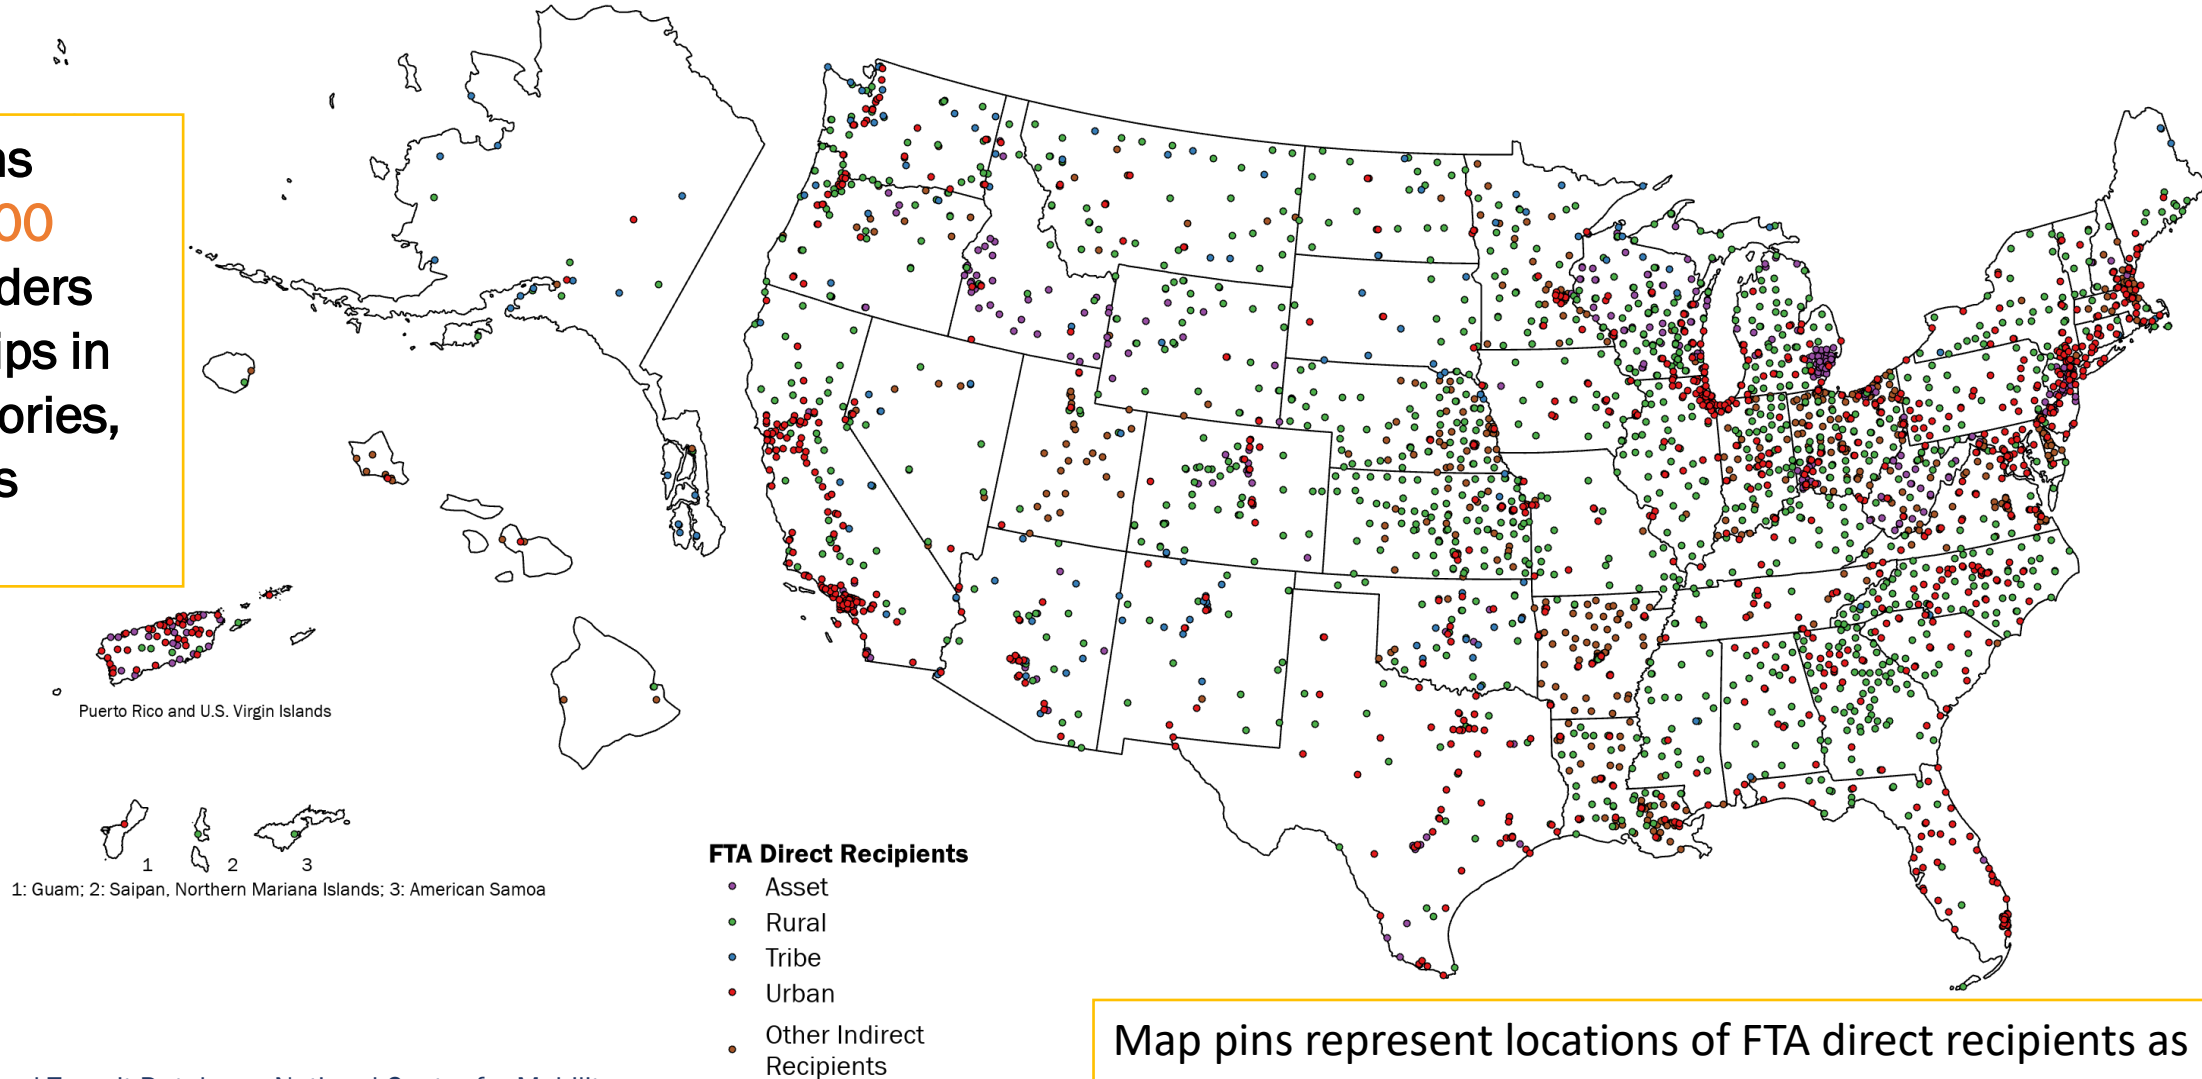 ns
00
ders
ips in
ories,
s
Puerto Rico and U.S. Virgin Islands
1
2
3
1: Guam; 2: Saipan, Northern Mariana Islands; 3: American Samoa
FTA Direct Recipients
Asset
Rural
Tribe
Urban
Other Indirect
Recipients
Map pins represent locations of FTA direct recipients as